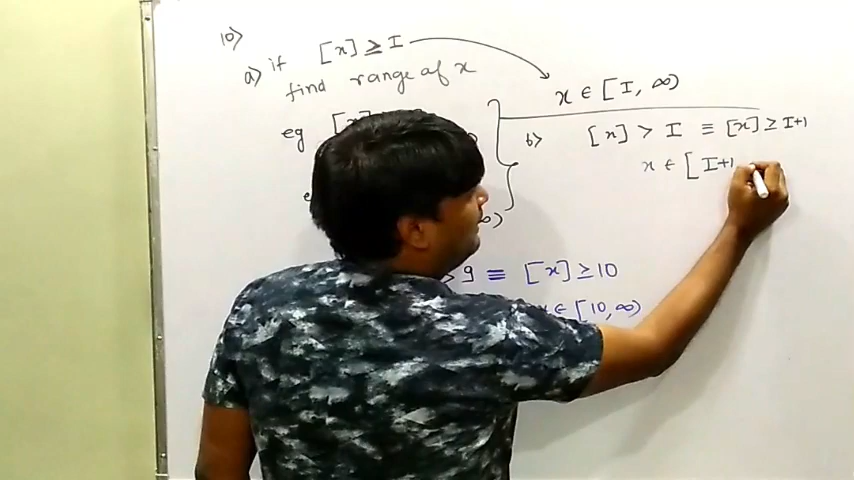 10>
a> if [x] ≥ I
find range of x
x ∈ [I, ∞)
eg [x]
b> [x] > I ≡ [x] ≥ I+1
x ∈ [I+1
∞)
> 9 ≡ [x] ≥ 10
x ∈ [10, ∞)